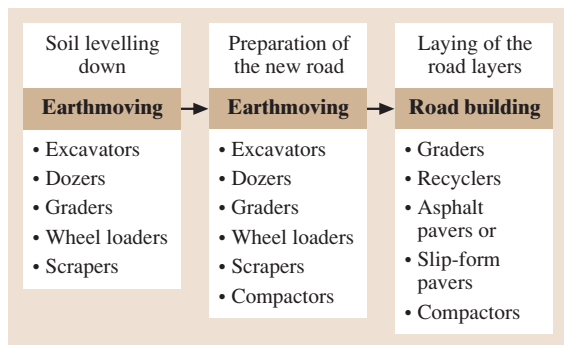 Soil levelling
down
Earthmoving
• Excavators
• Dozers
• Graders
• Wheel loaders
• Scrapers
Preparation of
the new road
Earthmoving
• Excavators
• Dozers
• Graders
• Wheel loaders
• Scrapers
• Compactors
Laying of the
road layers
Road building
• Graders
• Recyclers
• Asphalt
pavers or
• Slip-form
pavers
• Compactors